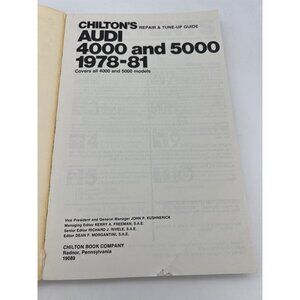 CHILTON'S REPAIR & TUNE-UP GUIDE
AUDI
4000 and 5000
1978-81
Covers all 4000 and 5000 models
Vice President and General Manager JOHN P. KUSHNERICK
Managing Editor KERRY A. FREEMAN, S.A.E.
Senior Editor RICHARD J. RIVELE, S.A.E.
Editor DEAN F. MORGANTINI, S.A.E.
CHILTON BOOK COMPANY
Radnor, Pennsylvania
19089